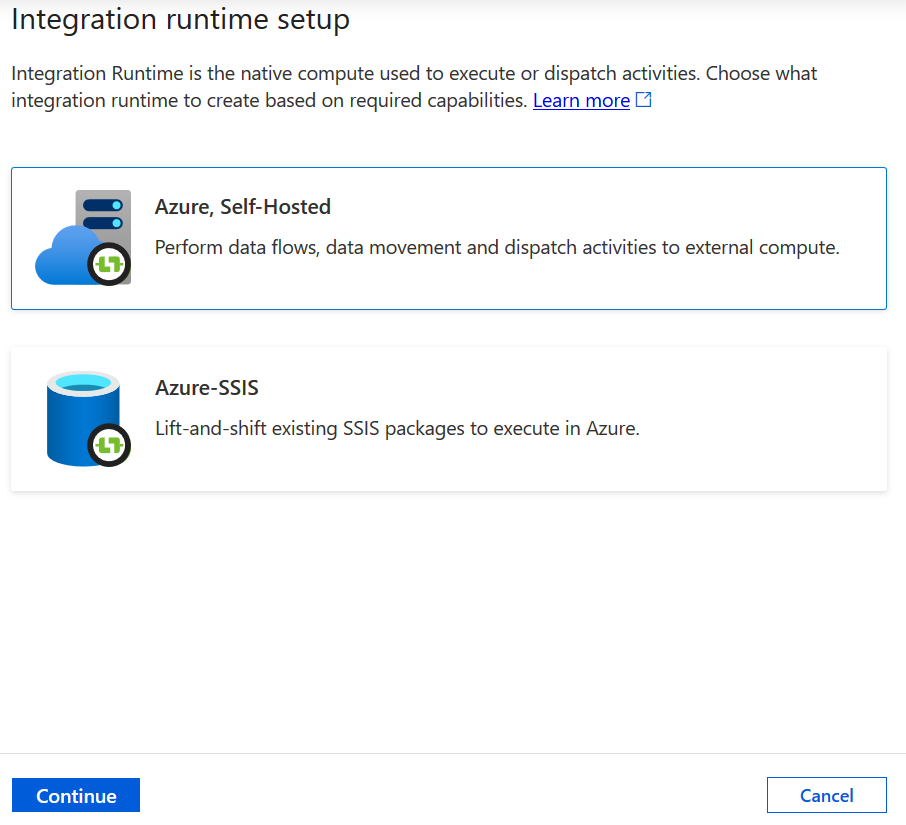 Integration runtime setup
Integration Runtime is the native compute used to execute or dispatch activities. Choose what
integration runtime to create based on required capabilities. Learn more
Azure, Self-Hosted
Perform data flows, data movement and dispatch activities to external compute.
Azure-SSIS
Lift-and-shift existing SSIS packages to execute in Azure.
Continue
Cancel